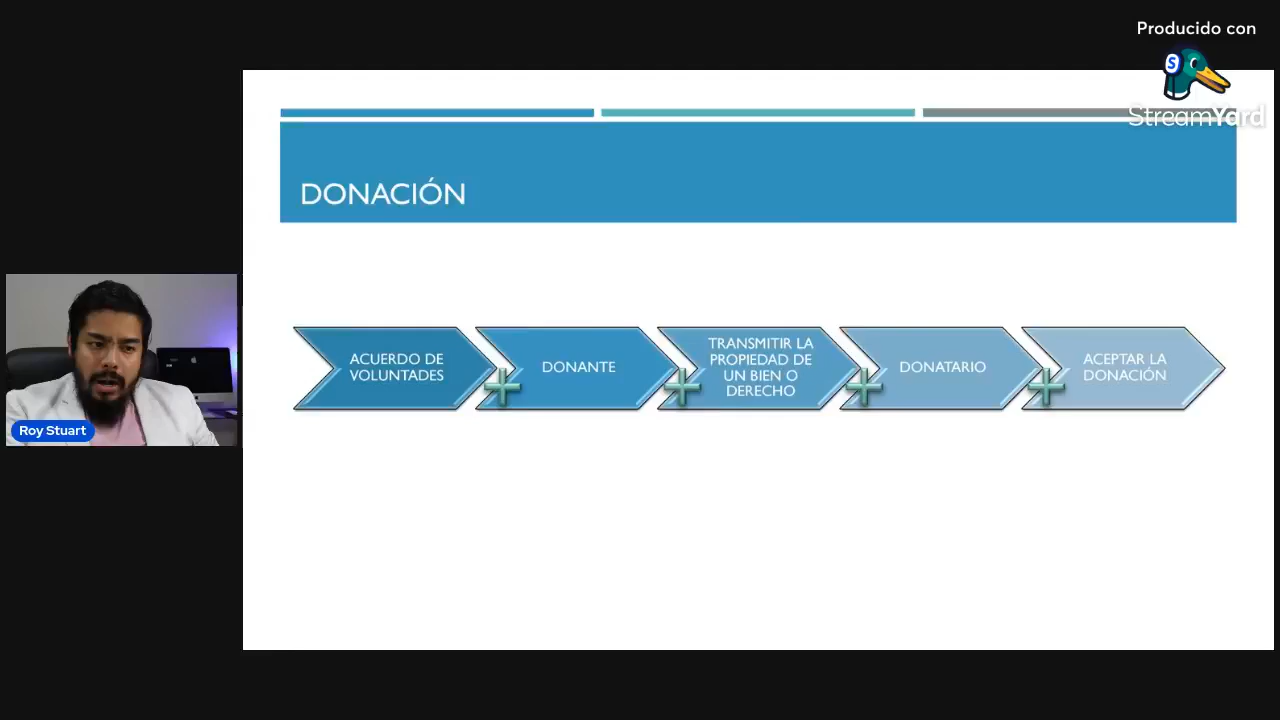 Producido con
S
StreamYard
DONACIÓN
ACUERDO DE
VOLUNTADES
DONANTE
TRANSMITIR LA
PROPIEDAD DE
UN BIEN O
DERECHO
DONATARIO
ACEPTAR LA
DONACIÓN
Roy Stuart